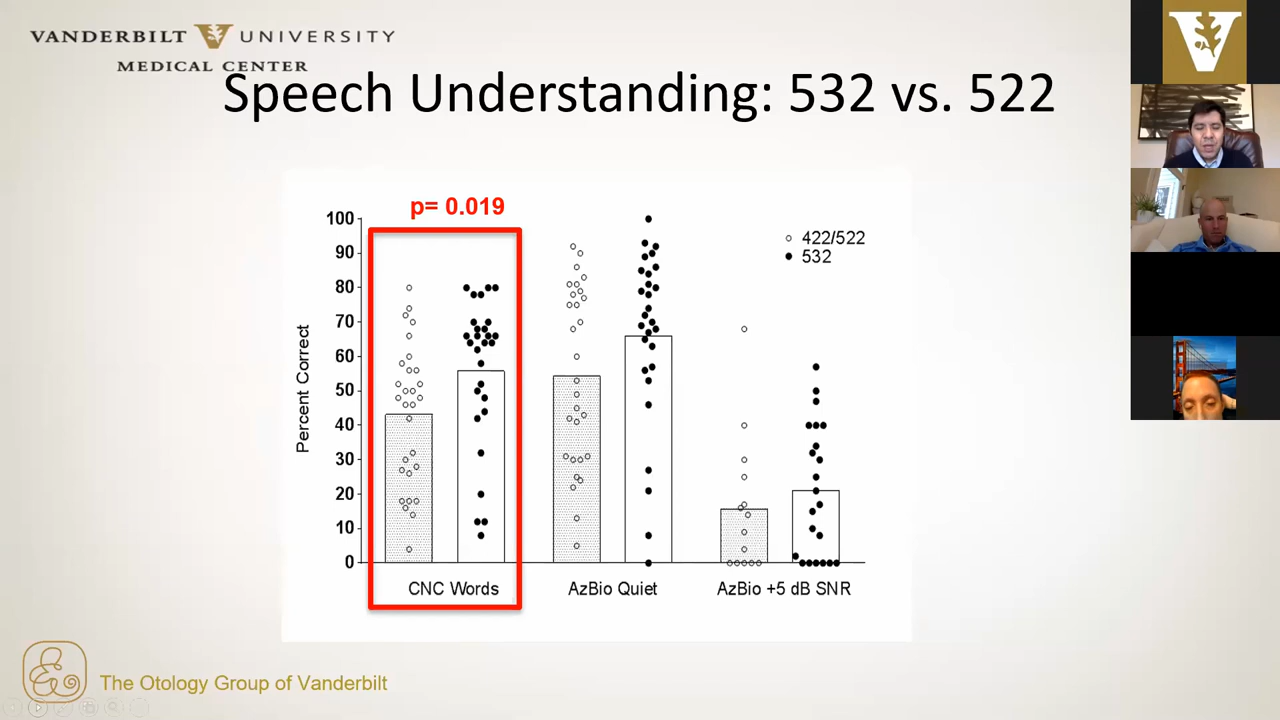 VANDERBILT V UNIVERSITY
MEDICAL CENTER
Speech Understanding: 532 vs. 522
p= 0.019
100
90
80
70
60
50
40
30
20
10
0
Percent Correct
422/522
532
CNC Words
AzBio Quiet
AzBio +5 dB SNR
The Otology Group of Vanderbilt
V